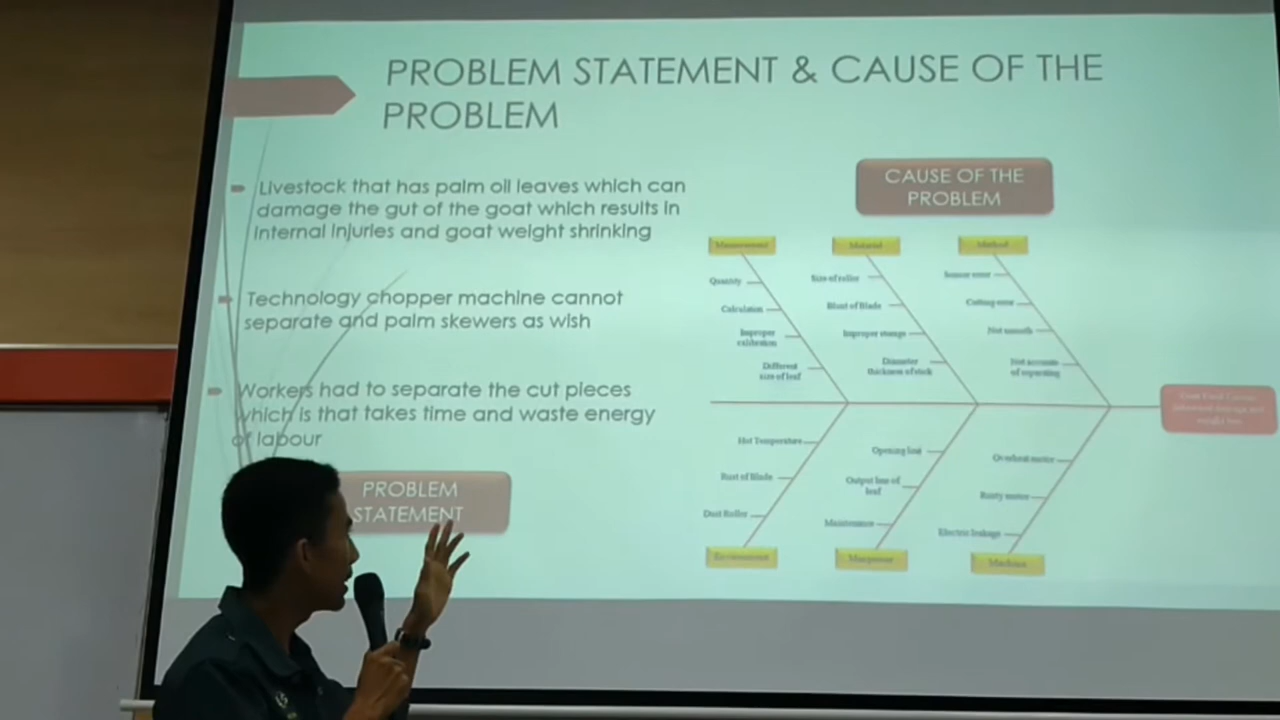 PROBLEM STATEMENT & CAUSE OF THE
PROBLEM
Livestock that has palm oil leaves which can
damage the gut of the goat which results in
internal injuries and goat weight shrinking
Technology chopper machine cannot
separate and palm skewers as wish
Workers had to separate the cut pieces
which is that takes time and waste energy
of labour
PROBLEM
STATEMENT
CAUSE OF THE
PROBLEM
Measurement
Material
Method
Quantity
Calculation
Improper
calibration
Different
size of leaf
Size of roller
Blunt of Blade
Improper storage
Diameter
thickness of stick
Sensor error
Cutting error
Not smooth
Not accurate
of separating
Hot Temperature
Rust of Blade
Dust Roller
Environment
Opening lost
Output loss of
leaf
Maintenance
Manpower
Overheat motor
Rusty motor
Electric leakage
Machine